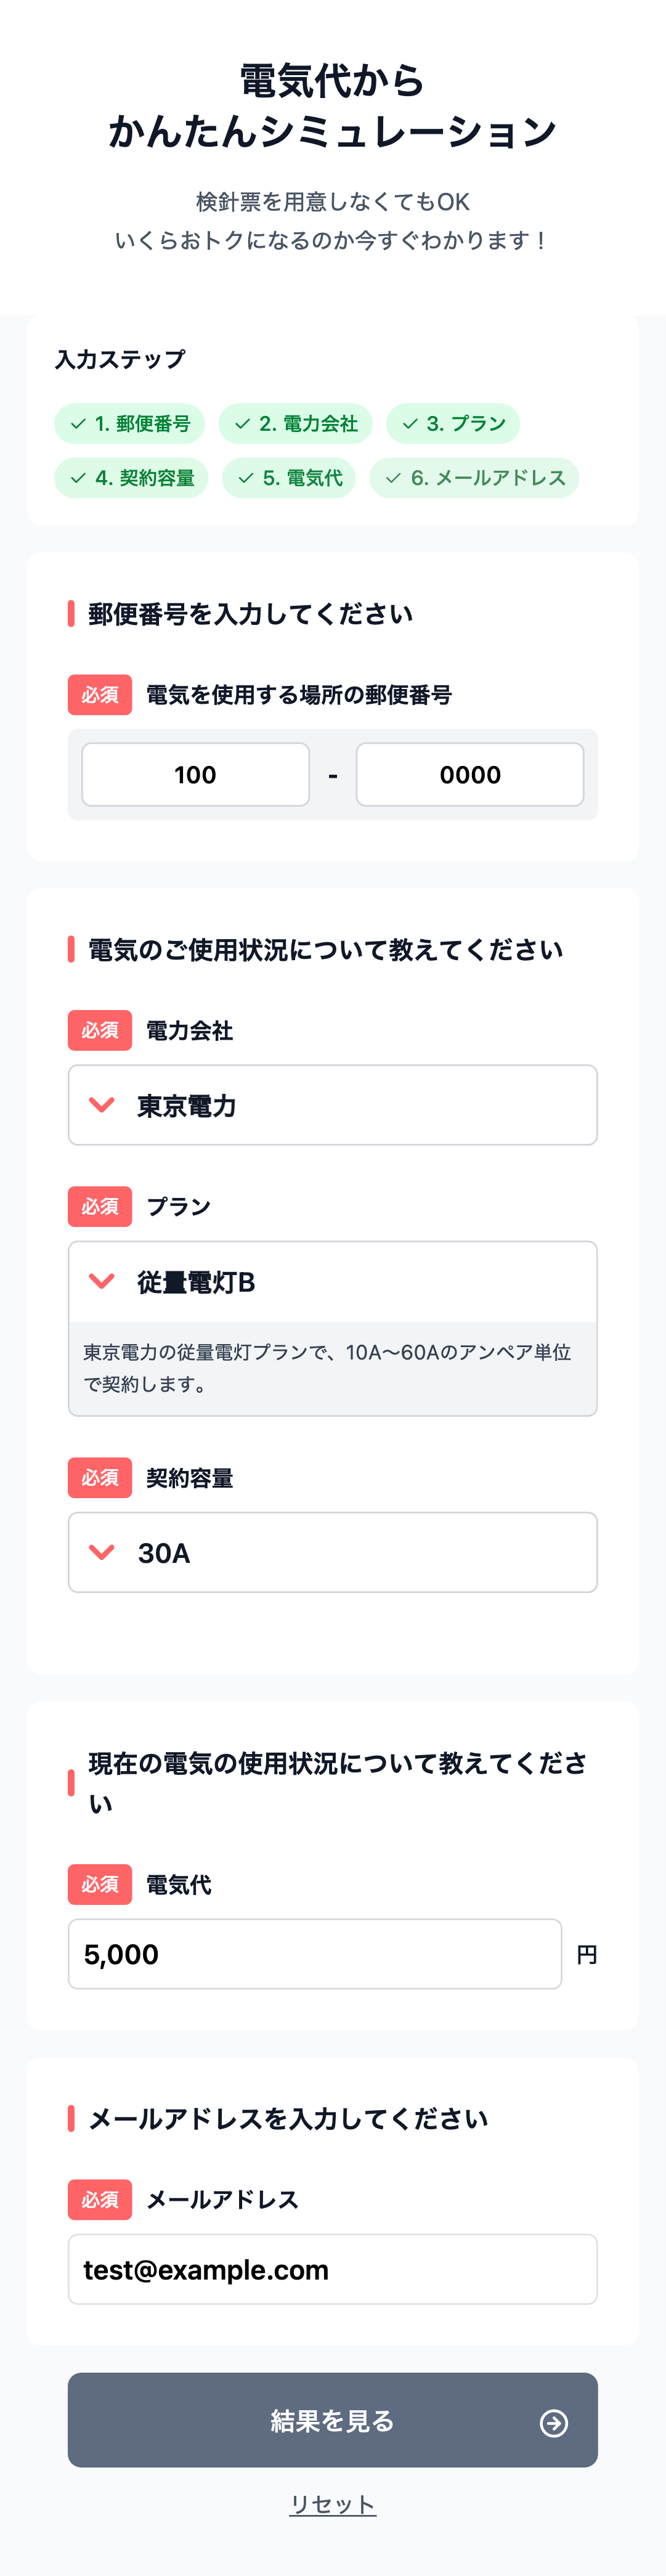 電気代から
かんたんシミュレーション
検針票を用意しなくてもOK
いくらおトクになるのか今すぐわかります！
入力ステップ
1. 郵便番号
2. 電力会社
3. プラン
4. 契約容量
5. 電気代
6. メールアドレス
郵便番号を入力してください
必須 電気を使用する場所の郵便番号
100 - 0000
電気のご使用状況について教えてください
必須 電力会社
東京電力
必須 プラン
従量電灯B
東京電力の従量電灯プランで、10A〜60Aのアンペア単位
で契約します。
必須 契約容量
30A
現在の電気の使用状況について教えてくださ
い
必須 電気代
5,000 円
メールアドレスを入力してください
必須 メールアドレス
test@example.com
結果を見る
リセット